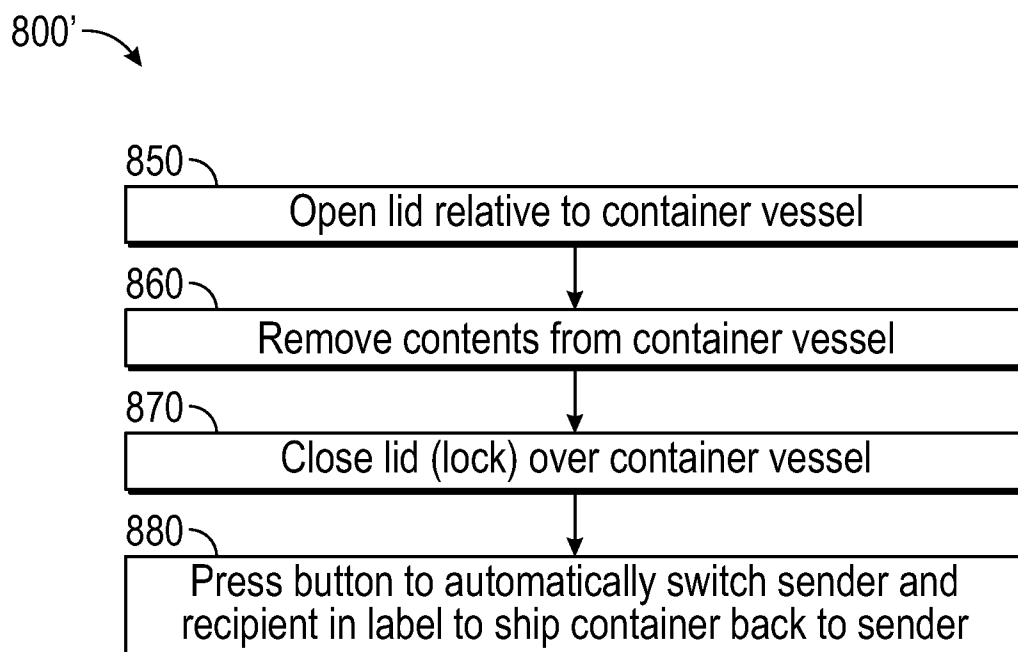 800’
850
Open lid relative to container vessel
860
Remove contents from container vessel
870
Close lid (lock) over container vessel
880
Press button to automatically switch sender and
recipient in label to ship container back to sender